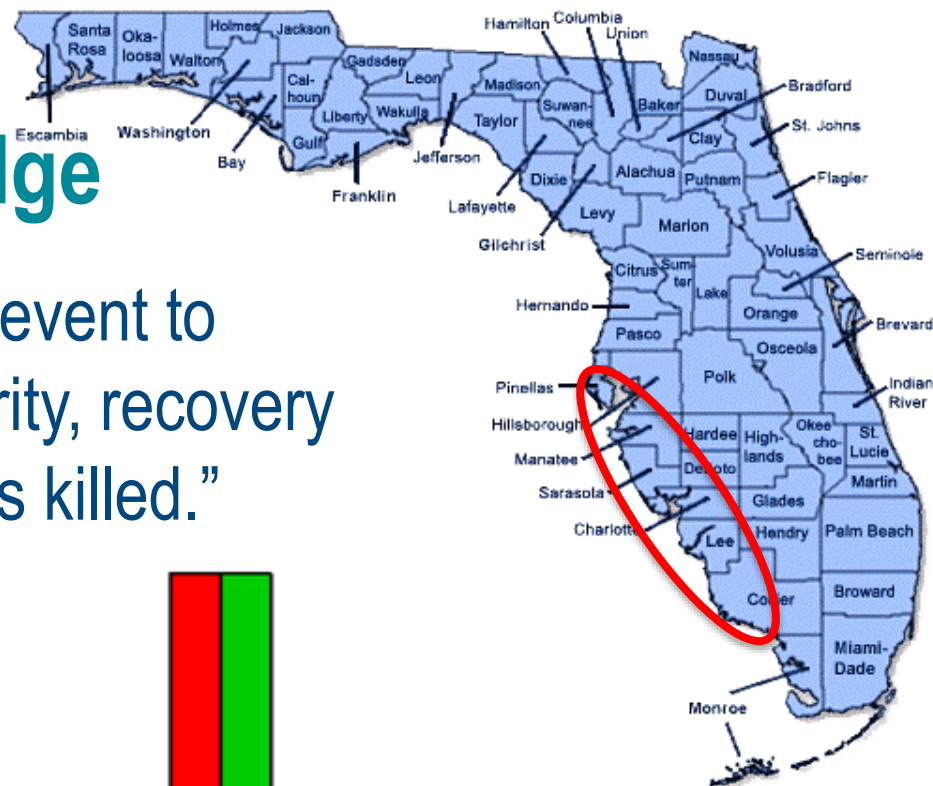 Hamilton Columbia
Union
Santa
Rosa
Oka-
loosa
Walton
Holmes
Jackson
Nassau
Gadsden
Leon
Madison
Suwan-
nee
Baker
Duval
Bradford
Cal-
houn
Liberty
Wakulla
Taylor
Clay
St. Johns
Escambia
Washington
Bay
Gulf
Jefferson
Franklin
Lafayette
Dixie
Alachua
Putnam
Flagler
dge
Gilchrist
Levy
Marion
Volusia
Seminole
Citrus
Sum-
ter
Lake
Hernando
Orange
Brevard
event to
Pasco
Osceola
Pinellas
Polk
Indian
River
rity, recovery
Hillsborough
Hardee
High-
lands
Okee
cho-
bee
St.
Lucie
Manatee
Desoto
Martin
s killed.”
Sarasola
Glades
Charlotte
Lee
Hendry
Palm Beach
Collier
Broward
Miami-
Dade
Monroe